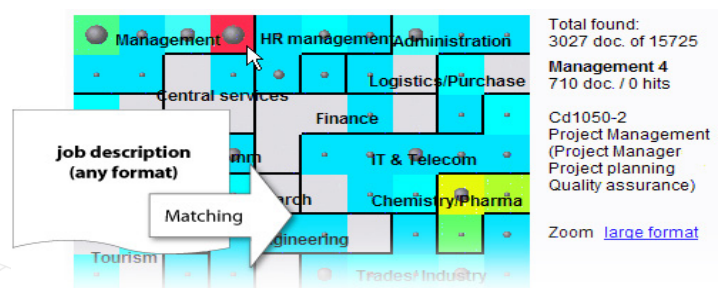 Management
HR management
Administration
Central services
Logistics/Purchase
Finance
job description
(any format)
IT & Telecom
Matching
Chemistry/Pharma
Tourism
Trades/ Industry
Total found:
3027 doc. of 15725
Management 4
710 doc. / 0 hits
Cd1050-2
Project Management
(Project Manager
Project planning
Quality assurance)
Zoom large format